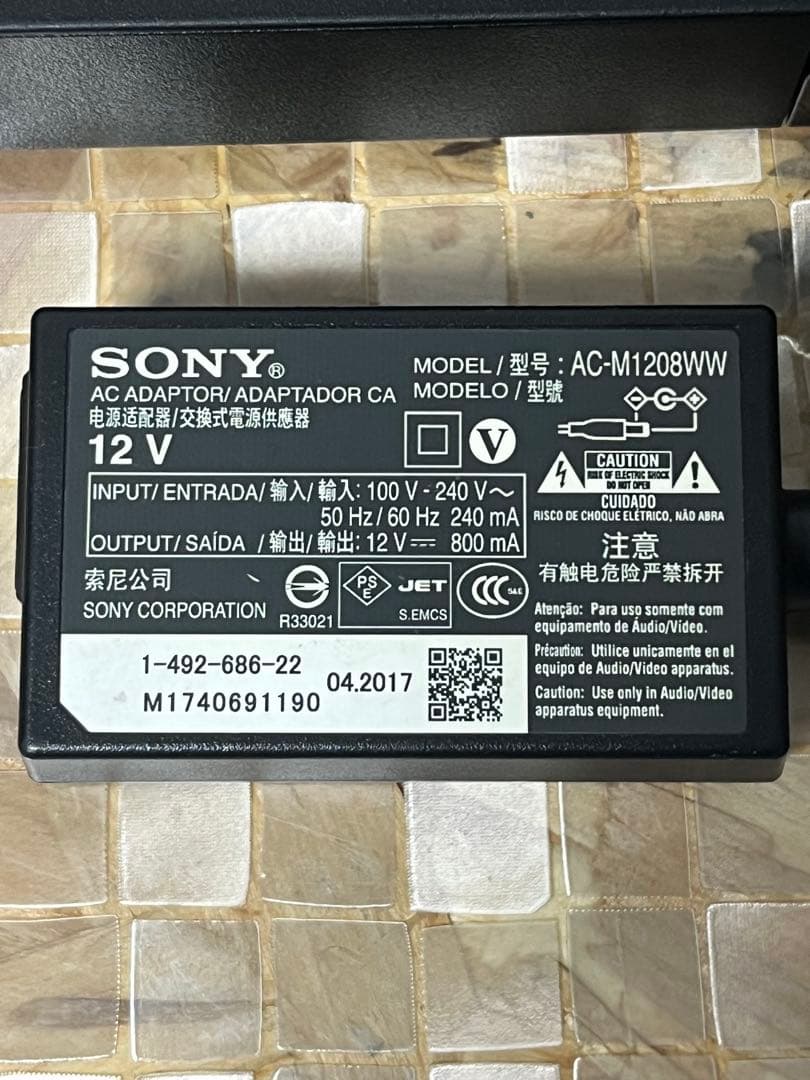 SONY®
AC ADAPTOR/ ADAPTADOR CA
电源适配器/交換式電源供應器
12 V
MODEL / 型号 : AC-M1208WW
MODELO / 型號
V
INPUT/ ENTRADA/ 输入/ 輸入: 100 V - 240 V～
50 Hz / 60 Hz 240 mA
OUTPUT/ SAÍDA / 输出/ 輸出: 12 V⎓ 800 mA
CAUTION
RISK OF ELECTRIC SHOCK
DO NOT OPEN
CUIDADO
RISCO DE CHOQUE ELÉTRICO, NÃO ABRA
注意
有触电危险严禁拆开
索尼公司
SONY CORPORATION
R33021
PS
E
JET
S.EMCS
CCC
S&E
Atenção: Para uso somente com
equipamento de Áudio/Vídeo.
Précaution: Utilice unicamente en el
equipo de Audio/Video apparatus.
Caution: Use only in Audio/Video
apparatus equipment.
1-492-686-22
M1740691190
04.2017